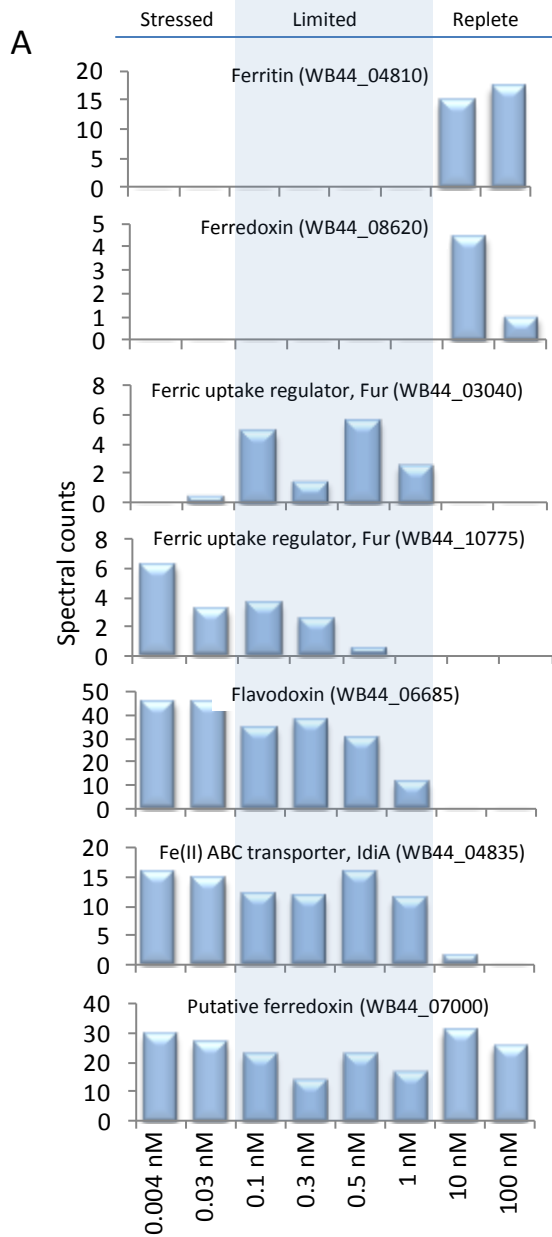 A
Stressed Limited Replete
Ferritin (WB44_04810)
20
15
10
5
0
Ferredoxin (WB44_08620)
5
4
3
2
1
0
Ferric uptake regulator, Fur (WB44_03040)
8
6
4
2
0
Ferric uptake regulator, Fur (WB44_10775)
8
6
4
2
0
Spectral counts
Flavodoxin (WB44_06685)
50
40
30
20
10
0
Fe(II) ABC transporter, IdiA (WB44_04835)
20
15
10
5
0
Putative ferredoxin (WB44_07000)
40
30
20
10
0
0.004 nM
0.03 nM
0.1 nM
0.3 nM
0.5 nM
1 nM
10 nM
100 nM